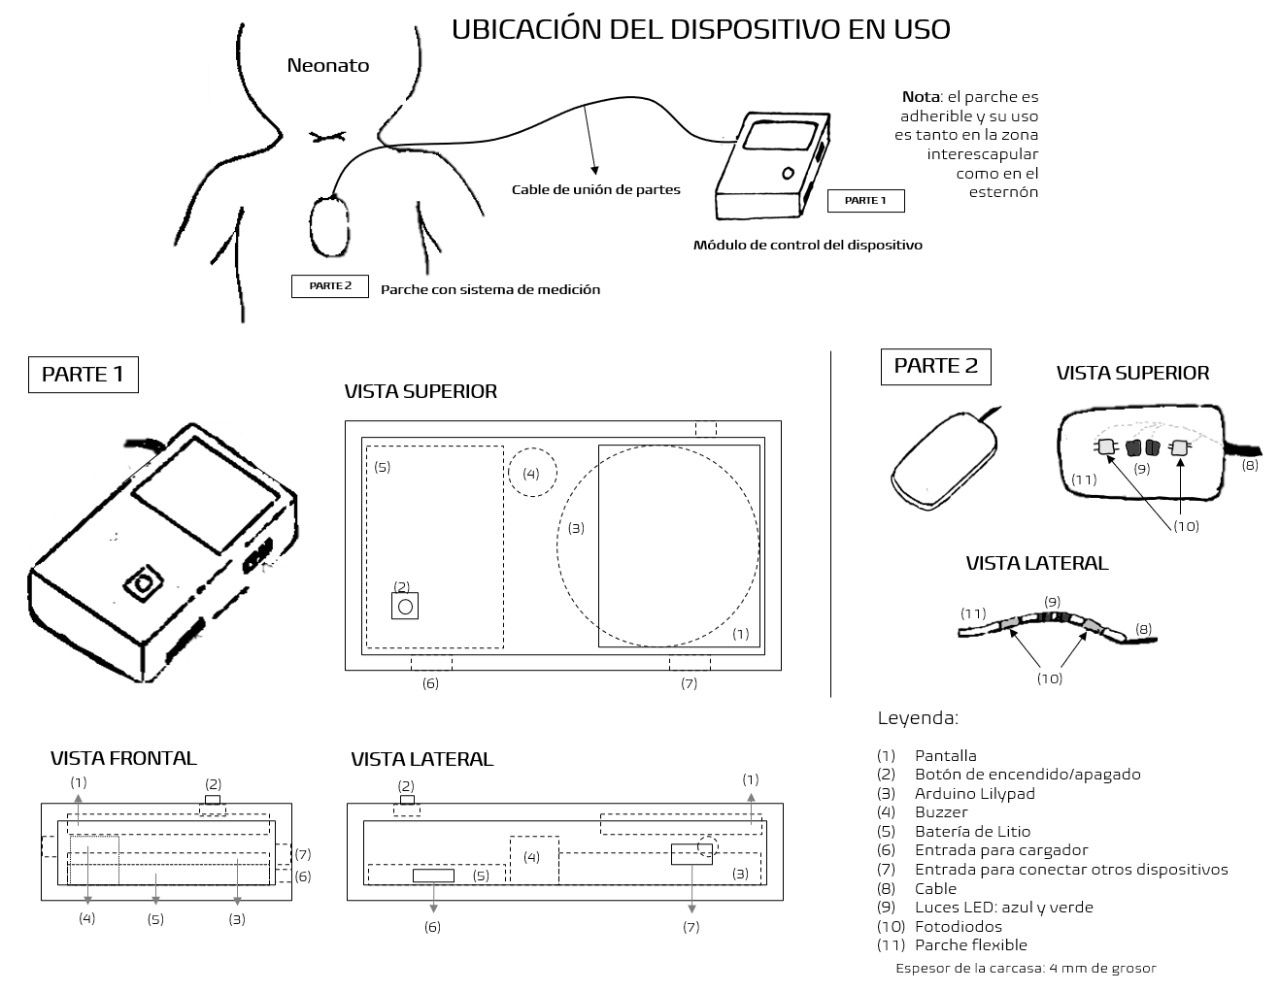 UBICACIÓN DEL DISPOSITIVO EN USO
Neonato
Nota: el parche es
adherible y su uso
es tanto en la zona
interescapular
como en el
esternón
Cable de unión de partes
PARTE 1
Módulo de control del dispositivo
PARTE 2
Parche con sistema de medición
PARTE 1
VISTA SUPERIOR
(5)
(4)
(3)
(2)
(1)
(6)
(7)
PARTE 2
VISTA SUPERIOR
(9)
(8)
(11)
(10)
VISTA LATERAL
(11)
(9)
(8)
(10)
VISTA FRONTAL
(1)
(2)
(7)
(6)
(4)
(5)
(3)
VISTA LATERAL
(2)
(1)
(4)
(5)
(3)
(6)
(7)
Leyenda:
(1) Pantalla
(2) Botón de encendido/apagado
(3) Arduino Lilypad
(4) Buzzer
(5) Batería de Litio
(6) Entrada para cargador
(7) Entrada para conectar otros dispositivos
(8) Cable
(9) Luces LED: azul y verde
(10) Fotodiodos
(11) Parche flexible
Espesor de la carcasa: 4 mm de grosor